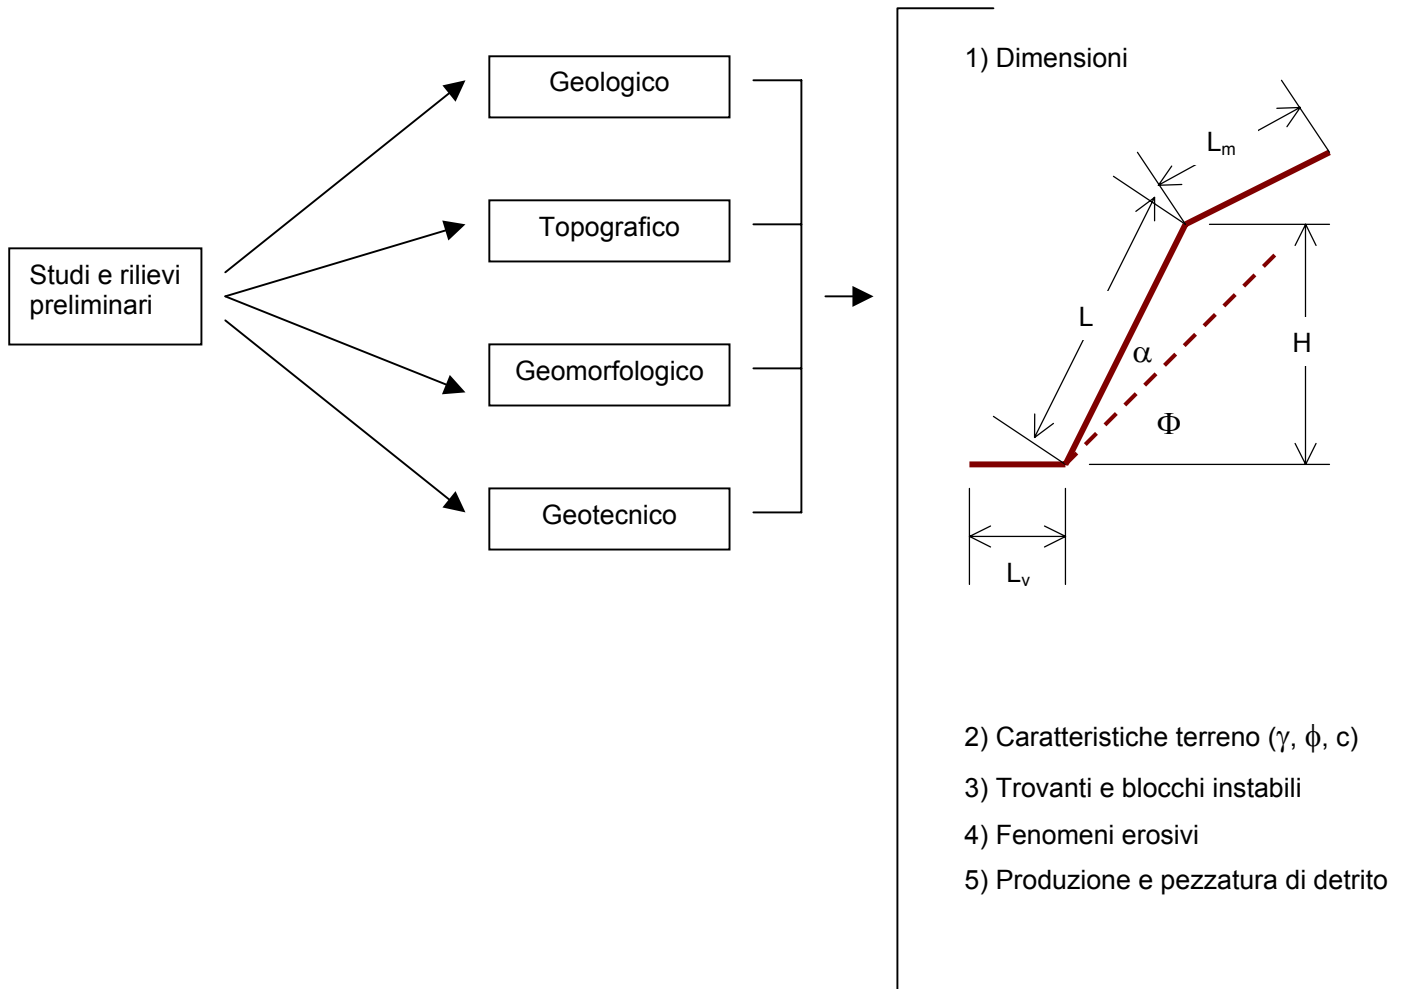 Studi e rilievi
preliminari
Geologico
Topografico
Geomorfologico
Geotecnico
1) Dimensioni
Lm
L
α
H
Φ
Lv
2) Caratteristiche terreno (γ, ϕ, c)
3) Trovanti e blocchi instabili
4) Fenomeni erosivi
5) Produzione e pezzatura di detrito